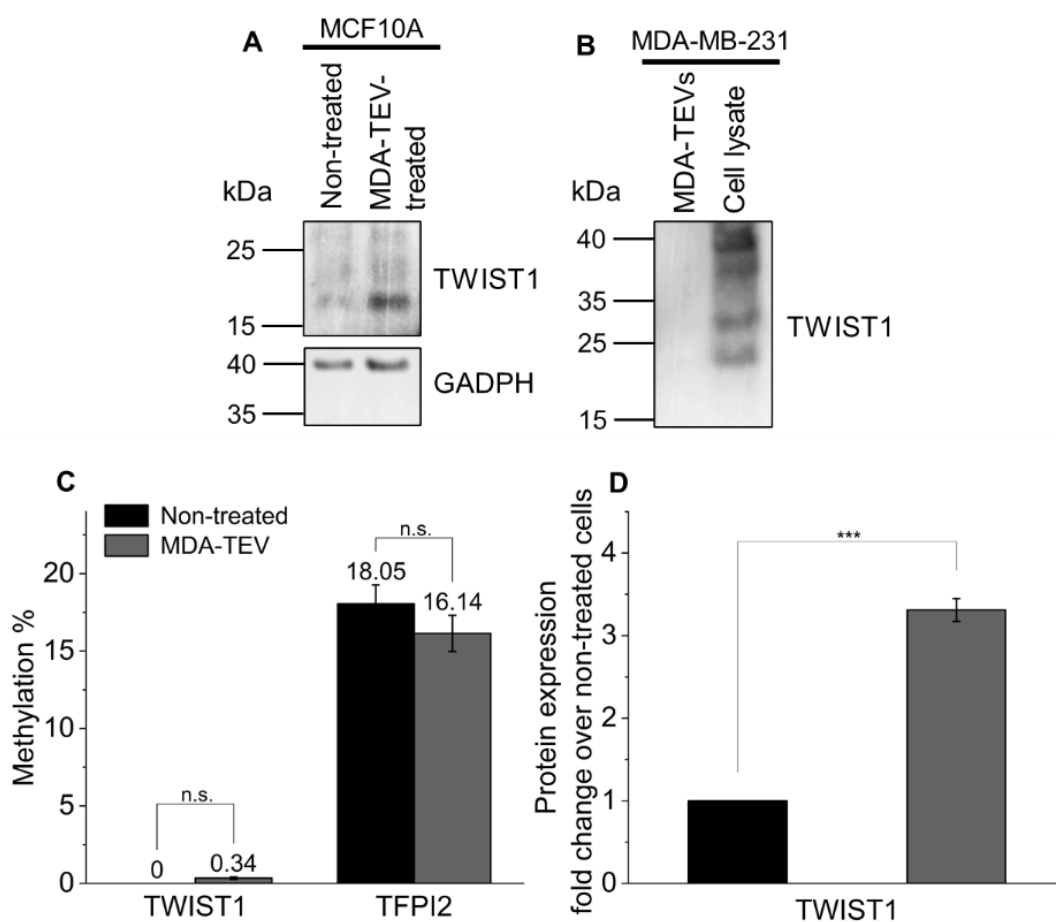 A
MCF10A
Non-treated
MDA-TEV-
treated
kDa
25
15
TWIST1
40
35
GADPH
B
MDA-MB-231
MDA-TEVs
Cell lysate
kDa
40
35
25
15
TWIST1
C
Non-treated
MDA-TEV
Methylation %
20
15
10
5
0
n.s.
0
0.34
n.s.
18.05
16.14
TWIST1
TFPI2
D
Protein expression
fold change over non-treated cells
4
3
2
1
0
***
TWIST1